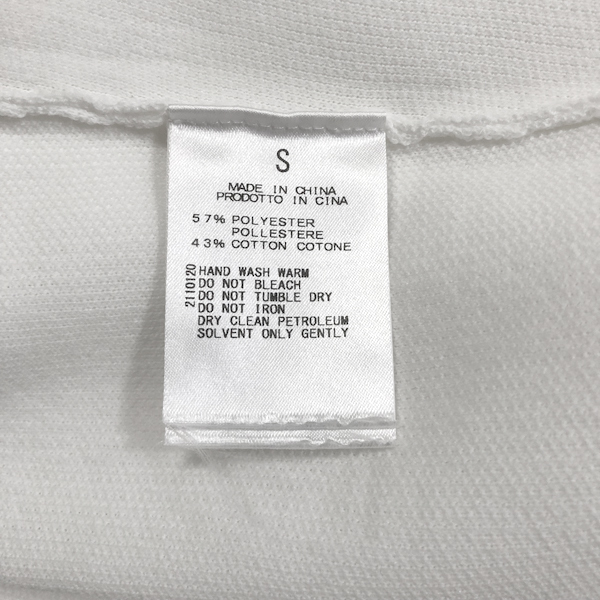 S
MADE IN CHINA
PRODOTTO IN CINA
57% POLYESTER
POLLESTERE
43% COTTON COTONE
2110120
HAND WASH WARM
DO NOT BLEACH
DO NOT TUMBLE DRY
DO NOT IRON
DRY CLEAN PETROLEUM
SOLVENT ONLY GENTLY